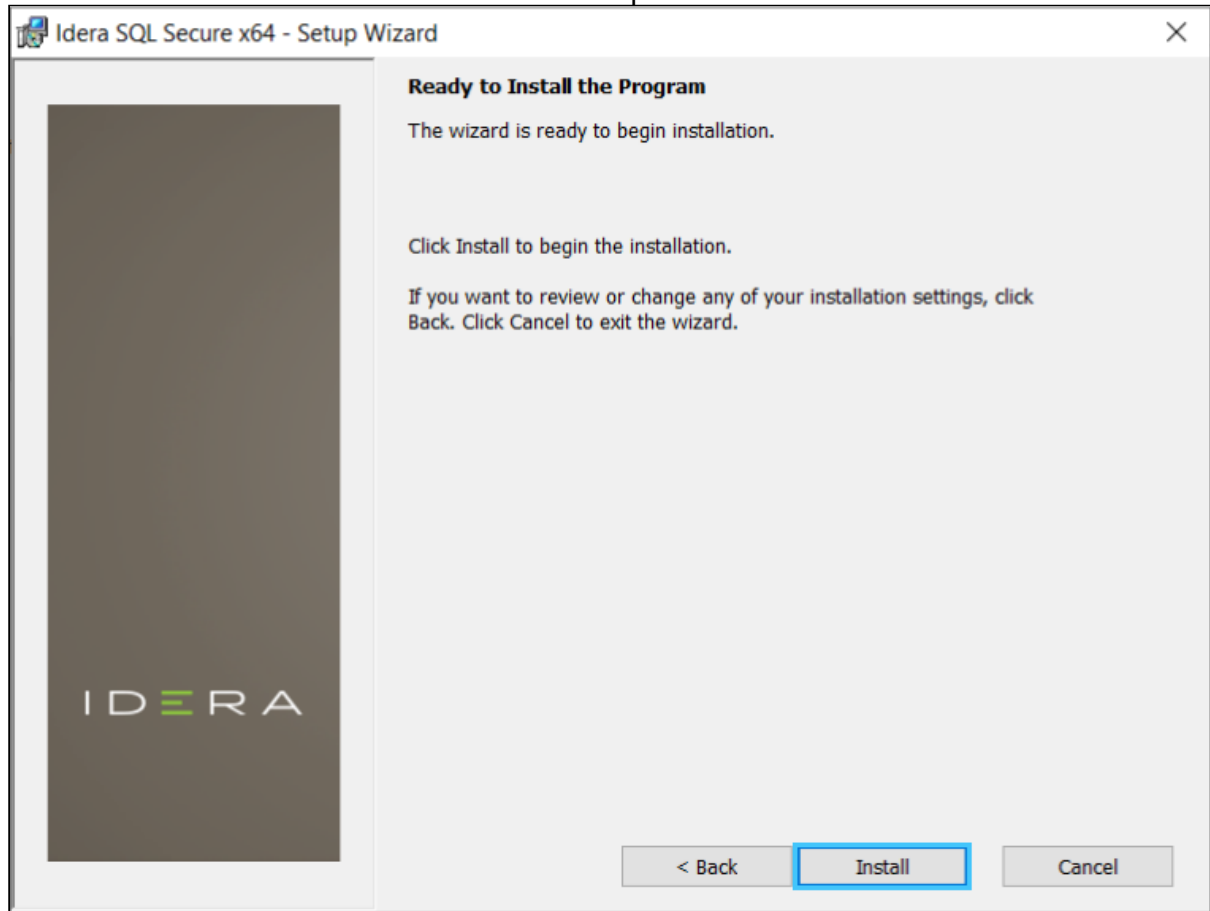 Idera SQL Secure x64 - Setup Wizard
Ready to Install the Program
The wizard is ready to begin installation.
Click Install to begin the installation.
If you want to review or change any of your installation settings, click
Back. Click Cancel to exit the wizard.
IDERA
< Back
Install
Cancel